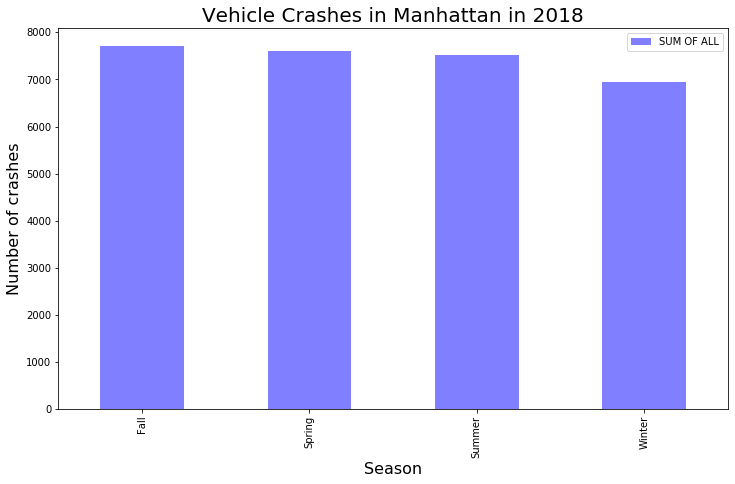 Vehicle Crashes in Manhattan in 2018
SUM OF ALL
Number of crashes
8000
7000
6000
5000
4000
3000
2000
1000
0
Fall
Spring
Summer
Winter
Season